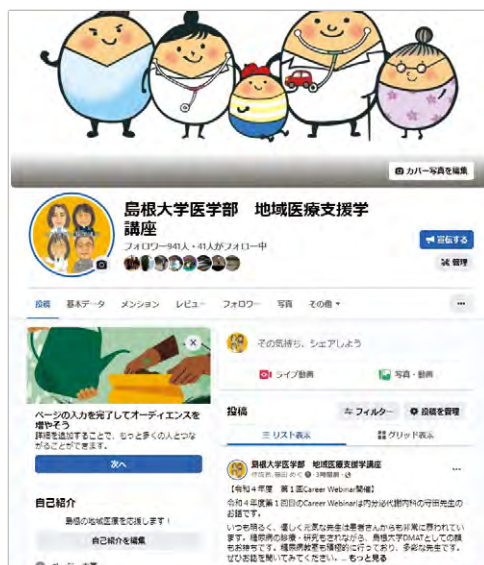 カバー写真を編集
島根大学医学部　地域医療支援学
講座
フォロワー941人・41人がフォロー中
宣伝する
管理
投稿 基本データ メンション レビュー フォロワー 写真 その他
その気持ち、シェアしよう
ライブ動画 写真・動画
ページの入力を完了してオーディエンスを
増やそう
詳細を追加することで、もっと多くの人とつな
がることができます。
次へ
自己紹介
島根の地域医療を応援します！
自己紹介を編集
投稿 フィルター 投稿を管理
リスト表示 グリッド表示
島根大学医学部　地域医療支援学講座
3時間前
【令和４年度　第１回Career Webinar開催】
令和４年度第１回目のCareer Webinarは内分泌代謝内科の守田先生の
お話です。
いつも明るく、優しく元気な先生は患者さんからも非常に慕われてい
ます。糖尿病の診療・研究もされながら、島根大学DMATとしての顔
もお持ちです。糖尿病教室も積極的に行っており、多彩な先生です。
ぜひお話を聞いてみてください。... もっと見る